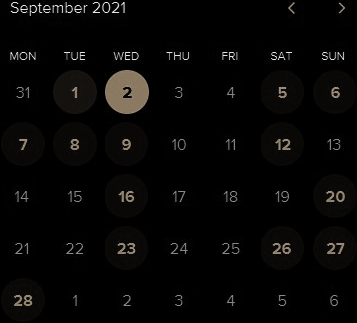 September 2021
MON TUE WED THU FRI SAT SUN
31 1 2 3 4 5 6
7 8 9 10 11 12 13
14 15 16 17 18 19 20
21 22 23 24 25 26 27
28 1 2 3 4 5 6